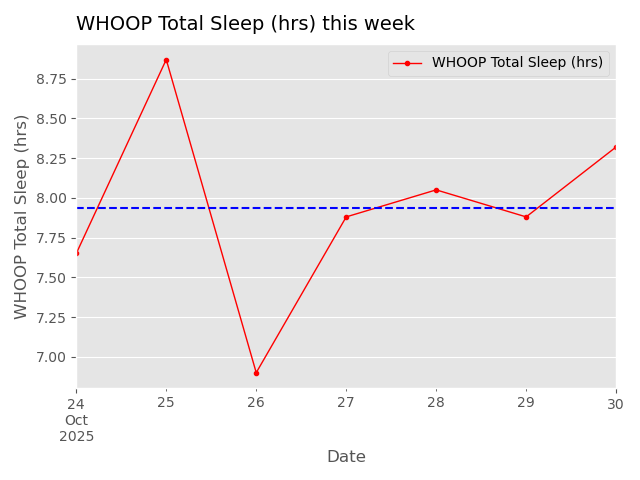 WHOOP Total Sleep (hrs) this week
WHOOP Total Sleep (hrs)
WHOOP Total Sleep (hrs)
8.75
8.50
8.25
8.00
7.75
7.50
7.25
7.00
24 25 26 27 28 29 30
Oct
2025
Date